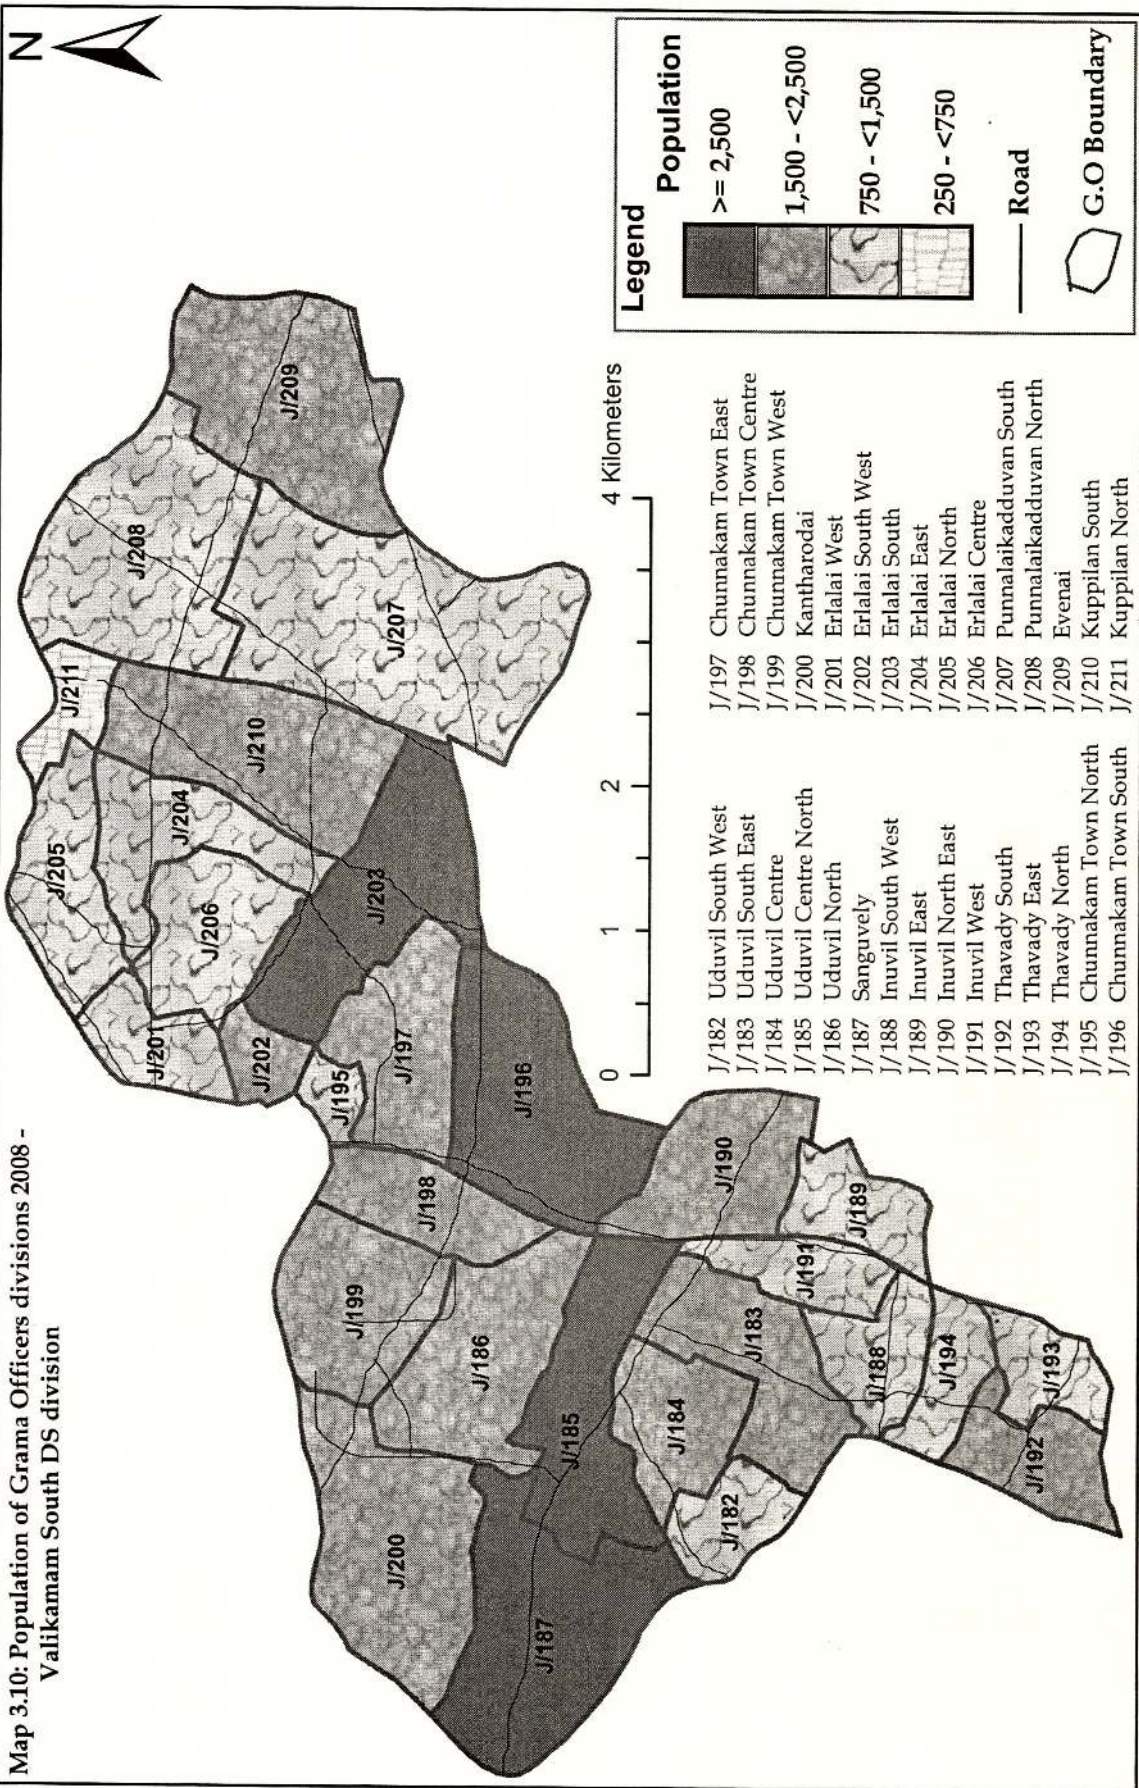 Map 3.10: Population of Grama Officers divisions 2008 -
Valikamam South DS division
N
J/209
J/208
J/207
J/211
J/210
J/205
J/204
J/206
J/203
J/201
J/202
J/195
J/197
J/196
J/198
J/199
J/186
J/200
J/185
J/187
J/184
J/182
J/183
J/190
J/191
J/189
J/188
J/194
J/193
J/192
0 1 2 4 Kilometers
Legend
Population
>= 2,500
1,500 - <2,500
750 - <1,500
250 - <750
Road
G.O Boundary
J/182 Uduvil South West
J/183 Uduvil South East
J/184 Uduvil Centre
J/185 Uduvil Centre North
J/186 Uduvil North
J/187 Sanguvely
J/188 Inuvil South West
J/189 Inuvil East
J/190 Inuvil North East
J/191 Inuvil West
J/192 Thavady South
J/193 Thavady East
J/194 Thavady North
J/195 Chunnakam Town North
J/196 Chunnakam Town South
J/197 Chunnakam Town East
J/198 Chunnakam Town Centre
J/199 Chunnakam Town West
J/200 Kantharodai
J/201 Erlalai West
J/202 Erlalai South West
J/203 Erlalai South
J/204 Erlalai East
J/205 Erlalai North
J/206 Erlalai Centre
J/207 Punnalaikadduvan South
J/208 Punnalaikadduvan North
J/209 Evenai
J/210 Kuppilan South
J/211 Kuppilan North